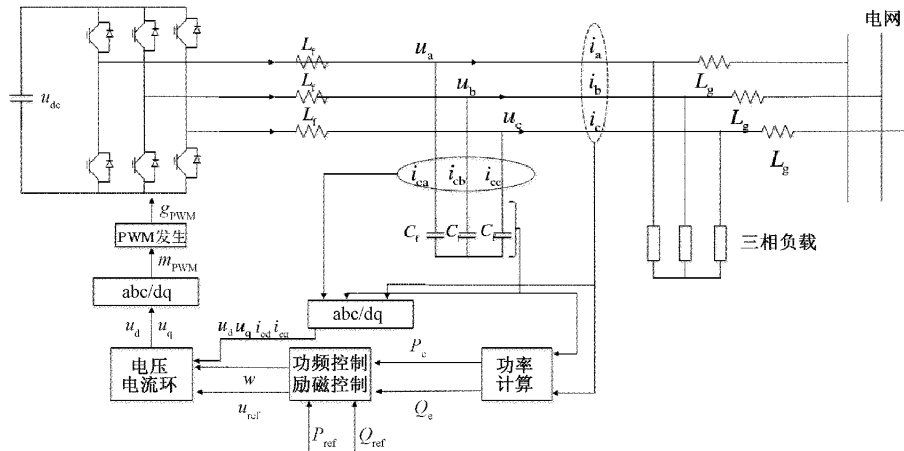 电网
L_f
u_a
i_a
L_g
u_dc
L_f
u_b
i_b
L_g
L_f
u_c
i_c
L_g
i_ca i_cb i_cc
g_PWM
C_f C_f C_f
PWM发生
三相负载
m_PWM
abc/dq
abc/dq
u_d u_q
u_d u_q i_cd i_cq
P_e
电压
电流环
功频控制
励磁控制
功率
计算
w
u_ref
Q_e
P_ref Q_ref